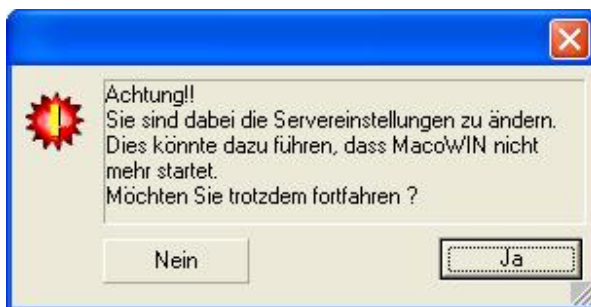 Achtung!!
Sie sind dabei die Servereinstellungen zu ändern.
Dies könnte dazu führen, dass MacoWIN nicht
mehr startet.
Möchten Sie trotzdem fortfahren ?
Nein
Ja